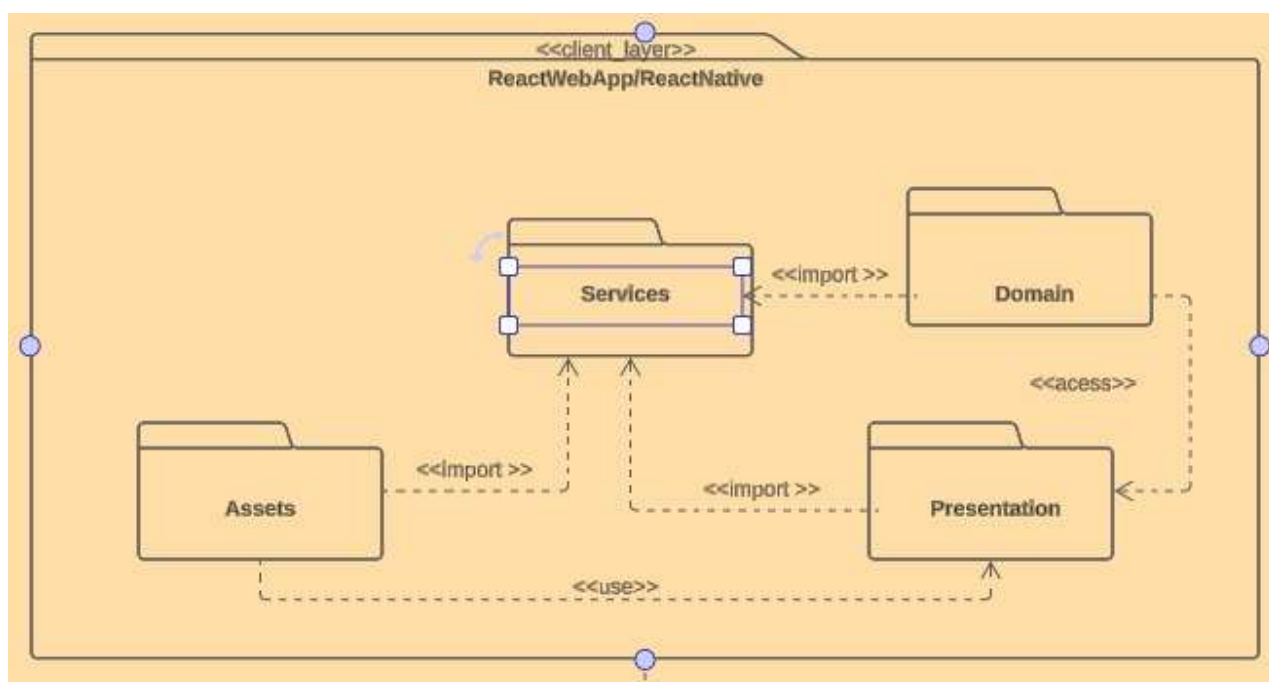 <<client_layer>>
ReactWebApp/ReactNative
<<import >>
Services
Domain
<<acess>>
<<import >>
<<import >>
Assets
Presentation
<<use>>